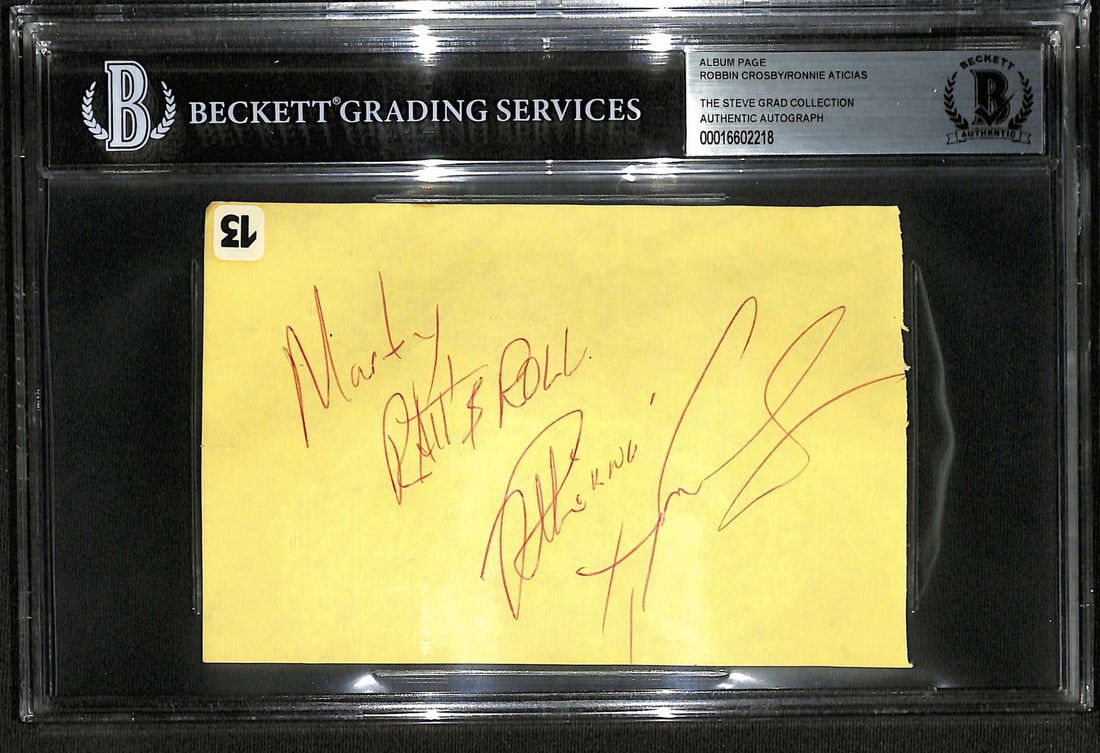 B BECKETT® GRADING SERVICES
ALBUM PAGE
ROBBIN CROSBY/RONNIE ATICIAS
THE STEVE GRAD COLLECTION
AUTHENTIC AUTOGRAPH
00016602218
BECKETT
B
AUTHENTIC
13
Marty
RATT & ROLL
KING